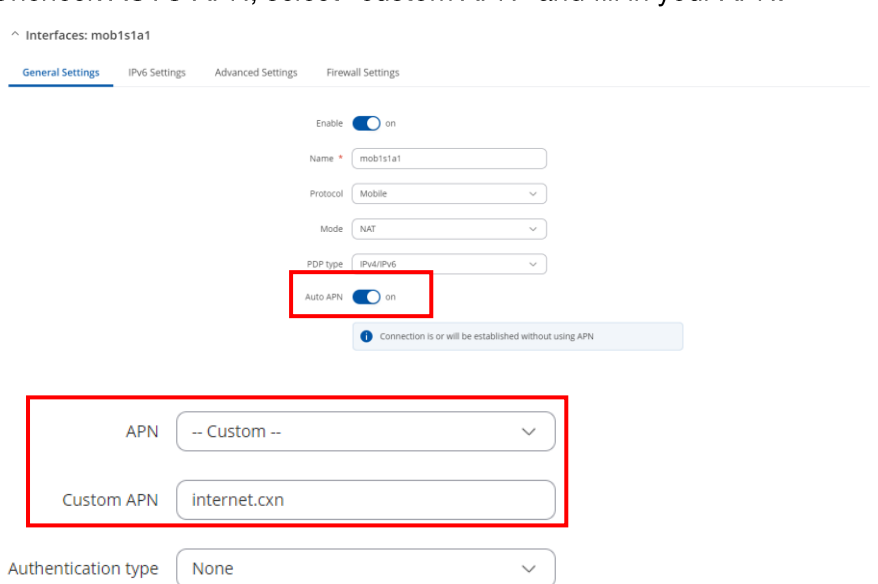 Interfaces: mob1s1a1
General Settings IPv6 Settings Advanced Settings Firewall Settings
Enable on
Name * mob1s1a1
Protocol Mobile
Mode NAT
PDP type IPv4/IPv6
Auto APN on
Connection is or will be established without using APN
APN -- Custom --
Custom APN internet.cxn
Authentication type None